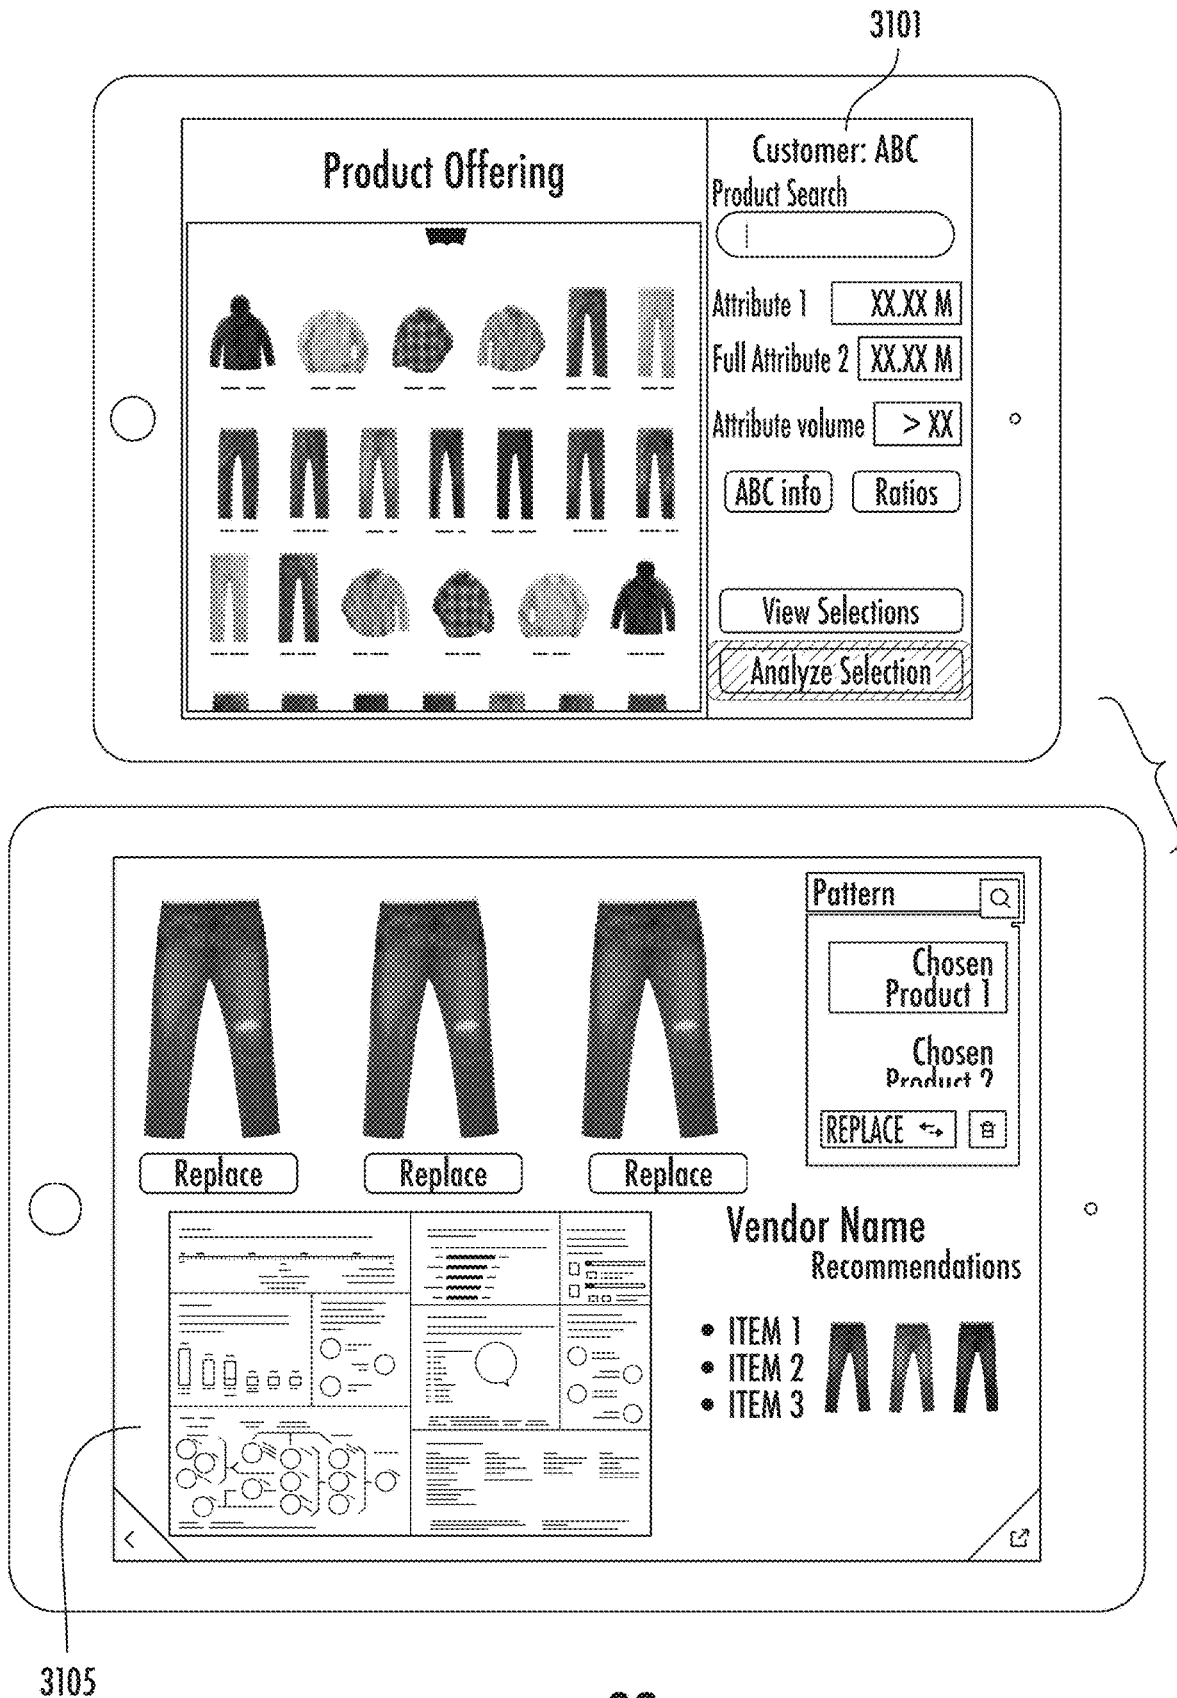 3101
Product Offering
Customer: ABC
Product Search
Attribute 1 XX.XX M
Full Attribute 2 XX.XX M
Attribute volume > XX
ABC info Ratios
View Selections
Analyze Selection
Pattern
Chosen
Product 1
Chosen
Product 2
REPLACE
Replace Replace Replace
Vendor Name
Recommendations
• ITEM 1
• ITEM 2
• ITEM 3
3105